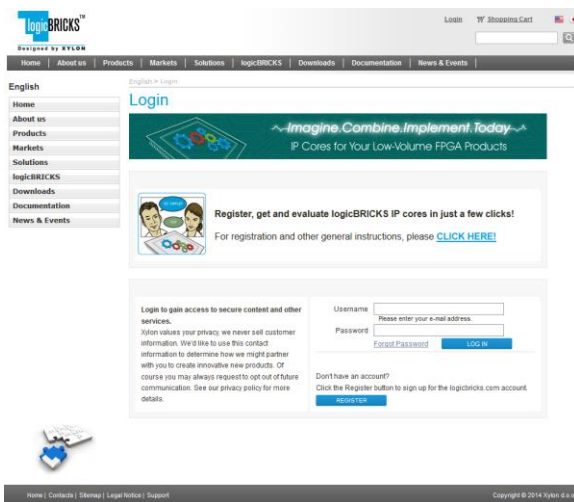 logicBRICKS™
Designed by XYLON
Login
Shopping Cart
Home | About us | Products | Markets | Solutions | logicBRICKS | Downloads | Documentation | News & Events |
English
Home
About us
Products
Markets
Solutions
logicBRICKS
Downloads
Documentation
News & Events
English > Login
Login
Imagine.Combine.Implement.Today
IP Cores for Your Low-Volume FPGA Products
Register, get and evaluate logicBRICKS IP cores in just a few clicks!
For registration and other general instructions, please CLICK HERE!
Login to gain access to secure content and other
services.
Xylon values your privacy, we never sell customer
information. We'd like to use this contact
information to determine how we might partner
with you to create innovative new products. Of
course you may always request to opt out of future
communication. See our privacy policy for more
details.
Username
Please enter your e-mail address.
Password
Forgot Password
LOG IN
Don't have an account?
Click the Register button to sign up for the logicbricks.com account.
REGISTER
Home | Contacts | Sitemap | Legal Notice | Support
Copyright © 2014 Xylon d.o.o